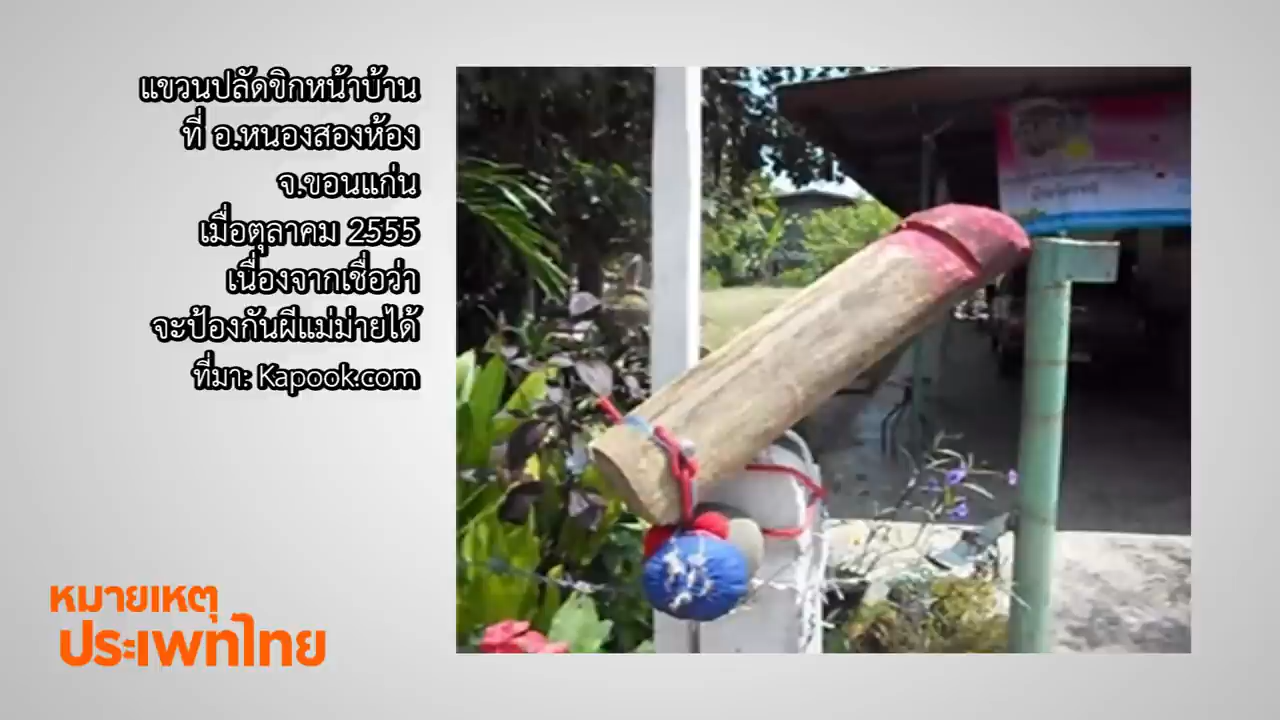 แขวนปลัดขิกหน้าบ้าน
ที่ อ.หนองสองห้อง
จ.ขอนแก่น
เมื่อตุลาคม 2555
เนื่องจากเชื่อว่า
จะป้องกันผีแม่ม่ายได้
ที่มา: Kapook.com
หมายเหตุ
ประเพทไทย